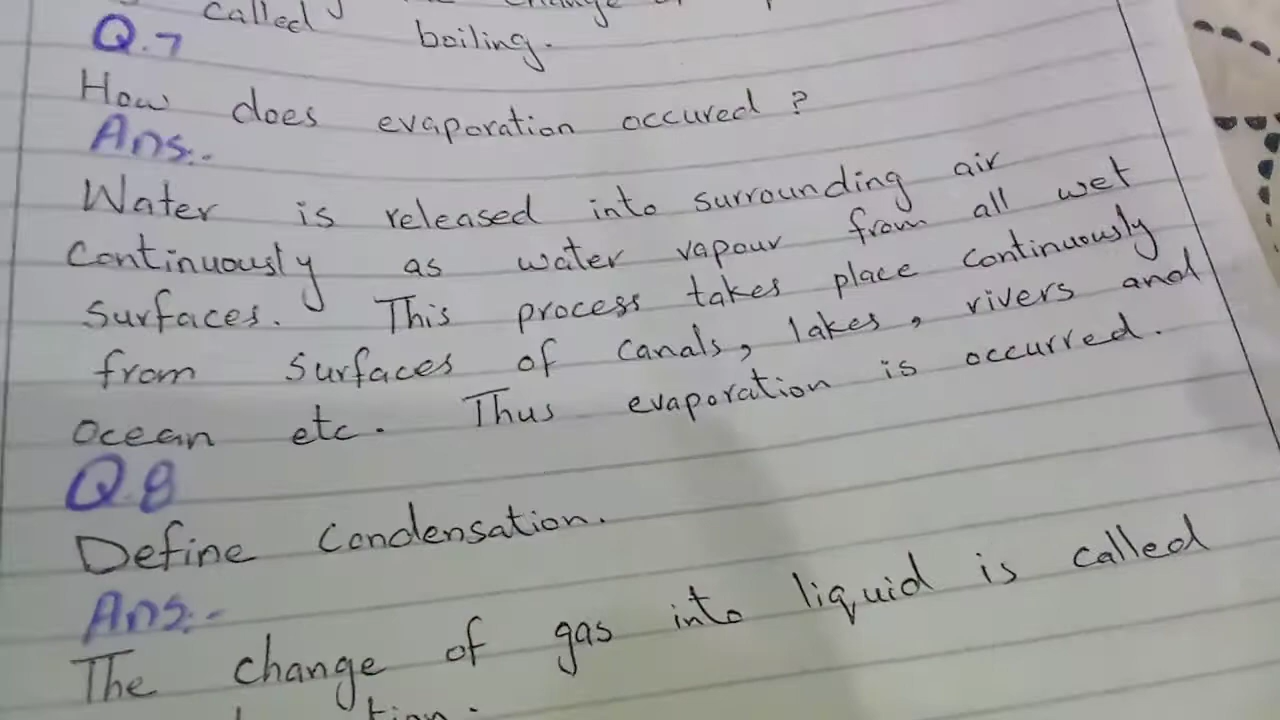 called
Q.7 boiling.
How does evaporation occured ?
Ans:-
Water is released into surrounding air
continuously as water vapour from all wet
surfaces. This process takes place continuously
from surfaces of canals, lakes, rivers and
ocean etc. Thus evaporation is occurred.
Q.8
Define Condensation.
Ans:-
The change of gas into liquid is called